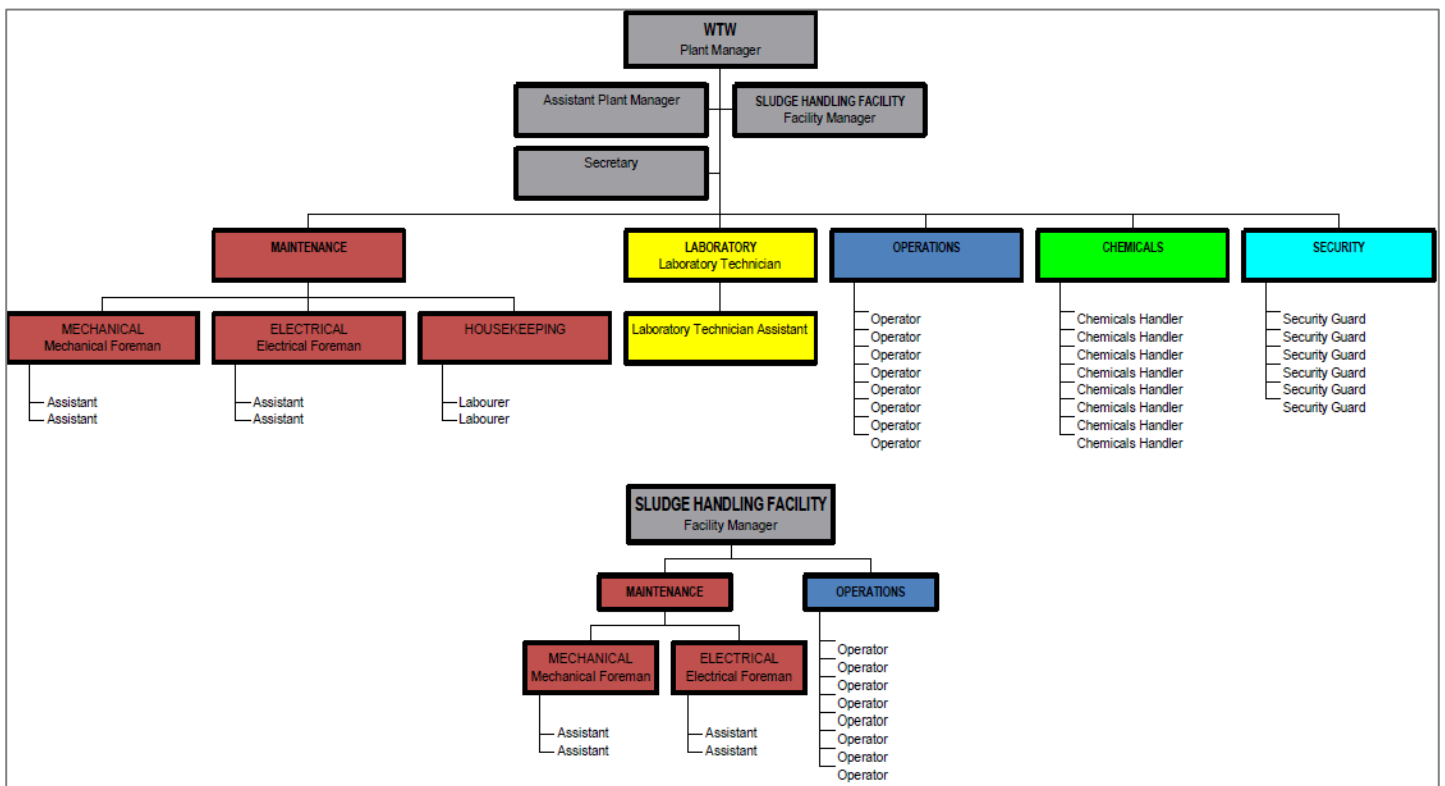 WTW
Plant Manager
Assistant Plant Manager
SLUDGE HANDLING FACILITY
Facility Manager
Secretary
MAINTENANCE
LABORATORY
Laboratory Technician
OPERATIONS
CHEMICALS
SECURITY
MECHANICAL
Mechanical Foreman
ELECTRICAL
Electrical Foreman
HOUSEKEEPING
Laboratory Technician Assistant
Assistant
Assistant
Assistant
Assistant
Labourer
Labourer
Operator
Operator
Operator
Operator
Operator
Operator
Operator
Operator
Chemicals Handler
Chemicals Handler
Chemicals Handler
Chemicals Handler
Chemicals Handler
Chemicals Handler
Chemicals Handler
Chemicals Handler
Security Guard
Security Guard
Security Guard
Security Guard
Security Guard
Security Guard
SLUDGE HANDLING FACILITY
Facility Manager
MAINTENANCE
OPERATIONS
MECHANICAL
Mechanical Foreman
ELECTRICAL
Electrical Foreman
Assistant
Assistant
Assistant
Assistant
Operator
Operator
Operator
Operator
Operator
Operator
Operator
Operator